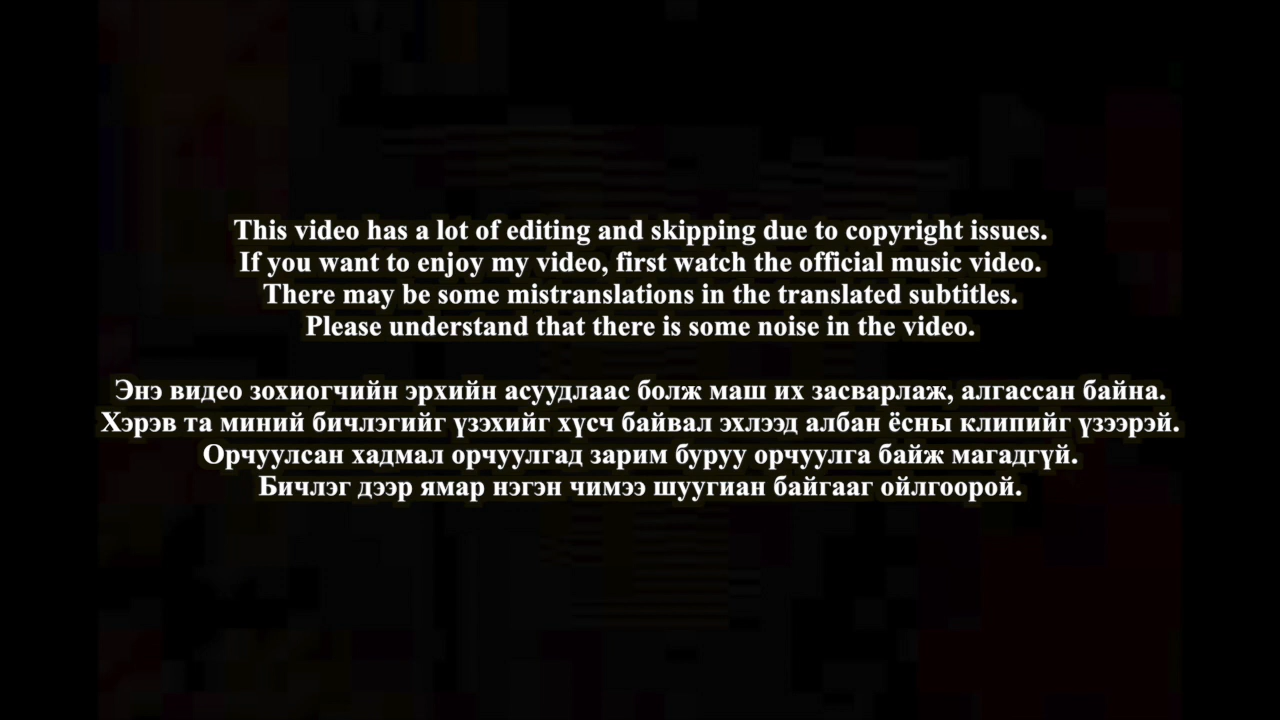 This video has a lot of editing and skipping due to copyright issues.
If you want to enjoy my video, first watch the official music video.
There may be some mistranslations in the translated subtitles.
Please understand that there is some noise in the video.
Энэ видео зохиогчийн эрхийн асуудлаас болж маш их засварлаж, алгассан байна.
Хэрэв та миний бичлэгийг үзэхийг хүсч байвал эхлээд албан ёсны клипийг үзээрэй.
Орчуулсан хадмал орчуулгад зарим буруу орчуулга байж магадгүй.
Бичлэг дээр ямар нэгэн чимээ шуугиан байгааг ойлгоорой.